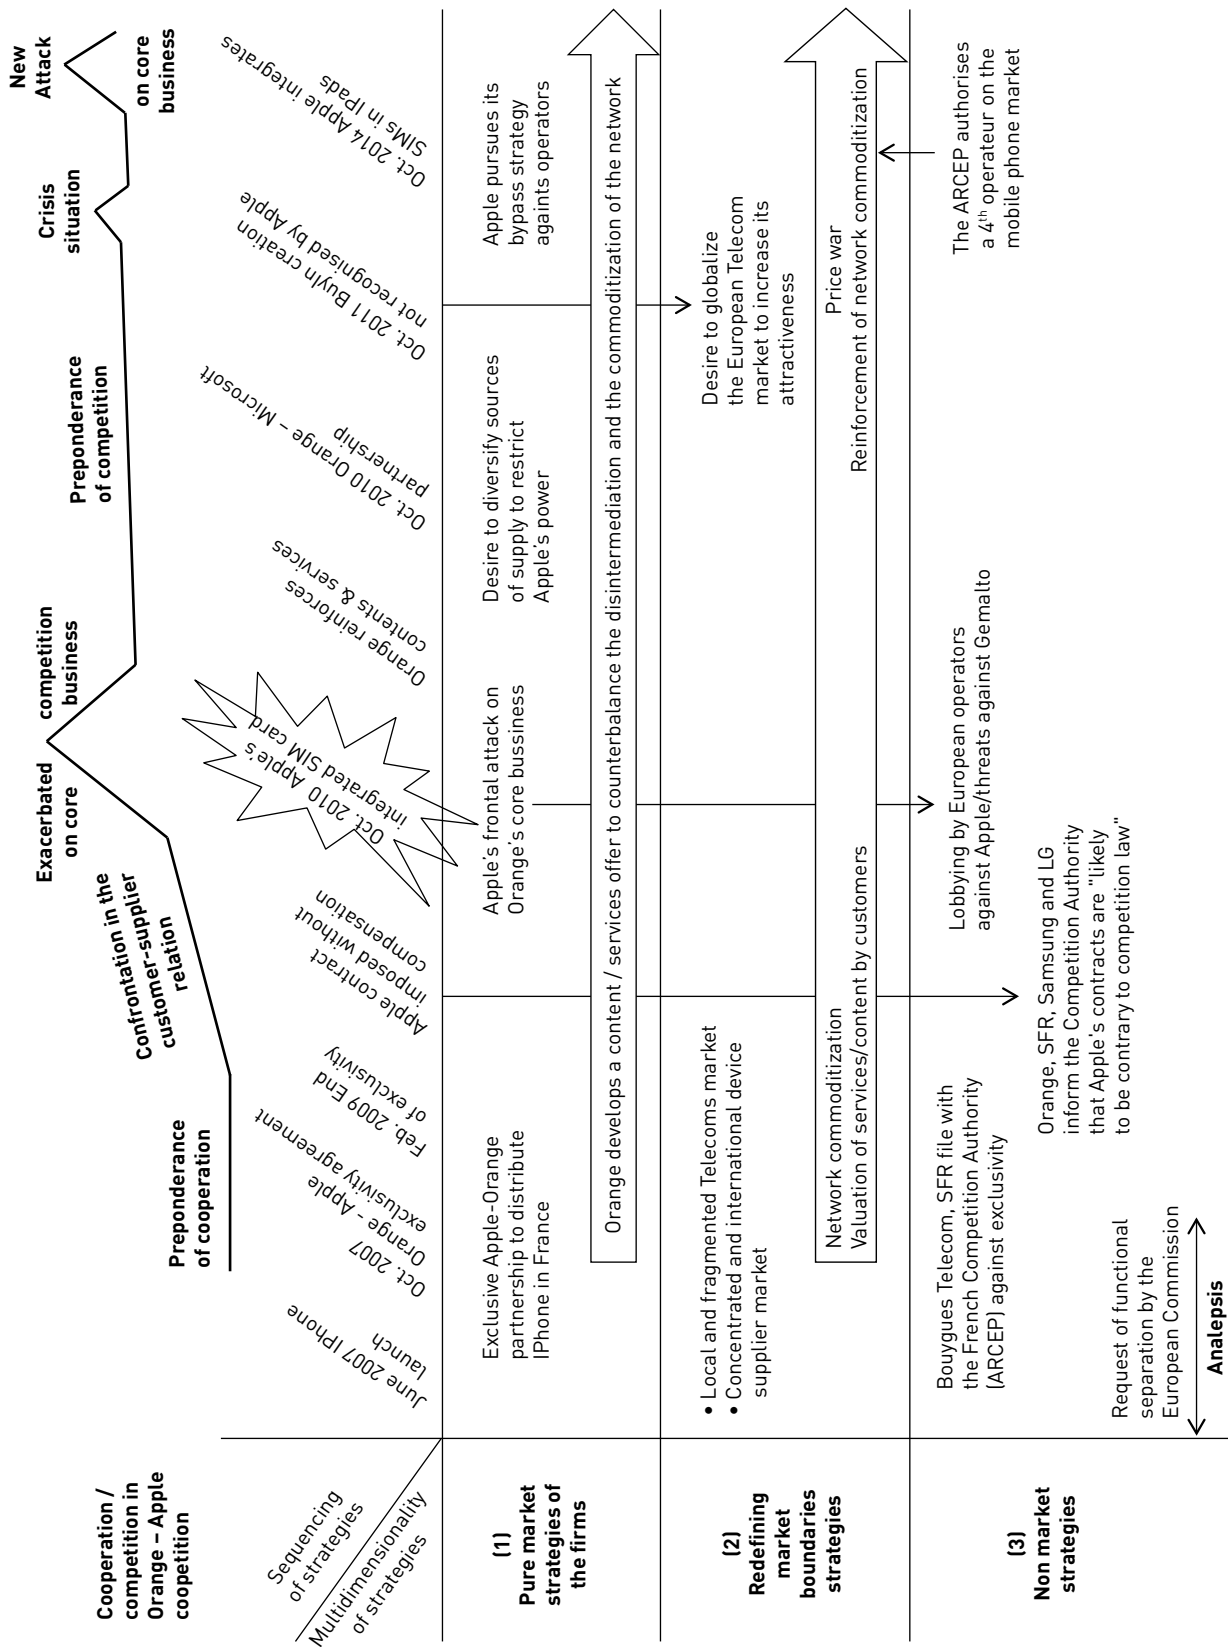 Cooperation /
competition in
Orange – Apple
coopetition
Preponderance
of cooperation
Confrontation in the
customer-supplier
relation
Exacerbated competition
on core business
Preponderance
of competition
Crisis
situation
New
Attack
on core
business
Sequencing
of strategies
Multidimensionality
of strategies
June 2007 IPhone
launch
Oct. 2007
Orange - Apple
exclusivity agreement
Feb. 2009 End
of exclusivity
Apple contract
imposed without
compensation
Oct. 2010 Apple's
integrated SIM card
Orange reinforces
contents & services
Oct. 2010 Orange – Microsoft
partnership
Oct. 2011 BuyIn creation
not recognised by Apple
Oct. 2014 Apple integrates
SIMs in IPads
(1)
Pure market
strategies of
the firms
Exclusive Apple-Orange
partnership to distribute
IPhone in France
Apple's frontal attack on
Orange's core bussiness
Desire to diversify sources
of supply to restrict
Apple's power
Apple pursues its
bypass strategy
againts operators
Orange develops a content / services offer to counterbalance the disintermediation and the commoditization of the network
(2)
Redefining
market
boundaries
strategies
• Local and fragmented Telecoms market
• Concentrated and international device
supplier market
Desire to globalize
the European Telecom
market to increase its
attractiveness
Network commoditization
Valuation of services/content by customers
Price war
Reinforcement of network commoditization
(3)
Non market
strategies
Bouygues Telecom, SFR file with
the French Competition Authority
(ARCEP) against exclusivity
Lobbying by European operators
against Apple/threats against Gemalto
The ARCEP authorises
a 4th operateur on the
mobile phone market
Orange, SFR, Samsung and LG
inform the Competition Authority
that Apple's contracts are "likely
to be contrary to competition law"
Request of functional
separation by the
European Commission
Analepsis